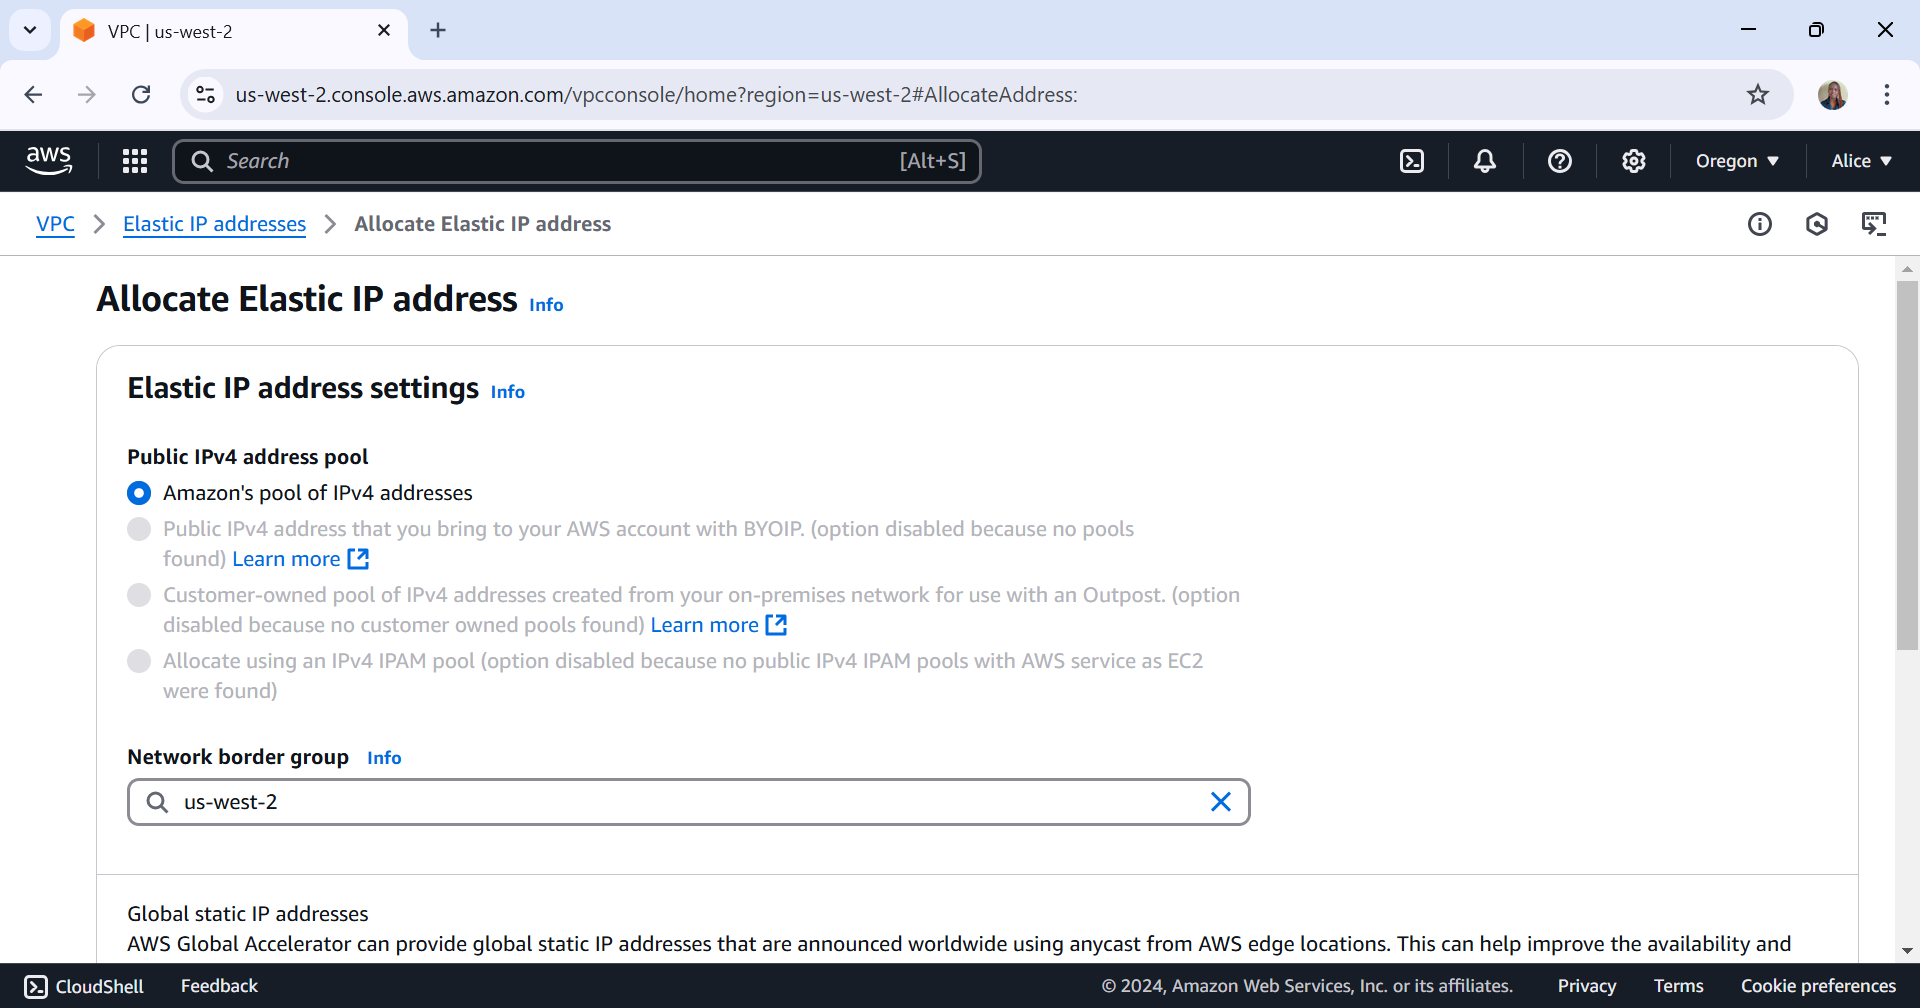 VPC | us-west-2
us-west-2.console.aws.amazon.com/vpcconsole/home?region=us-west-2#AllocateAddress:
aws
Search [Alt+S]
Oregon
Alice
VPC
Elastic IP addresses
Allocate Elastic IP address
Allocate Elastic IP address Info
Elastic IP address settings Info
Public IPv4 address pool
Amazon's pool of IPv4 addresses
Public IPv4 address that you bring to your AWS account with BYOIP. (option disabled because no pools
found) Learn more
Customer-owned pool of IPv4 addresses created from your on-premises network for use with an Outpost. (option
disabled because no customer owned pools found) Learn more
Allocate using an IPv4 IPAM pool (option disabled because no public IPv4 IPAM pools with AWS service as EC2
were found)
Network border group Info
us-west-2
Global static IP addresses
AWS Global Accelerator can provide global static IP addresses that are announced worldwide using anycast from AWS edge locations. This can help improve the availability and
CloudShell
Feedback
© 2024, Amazon Web Services, Inc. or its affiliates.
Privacy
Terms
Cookie preferences